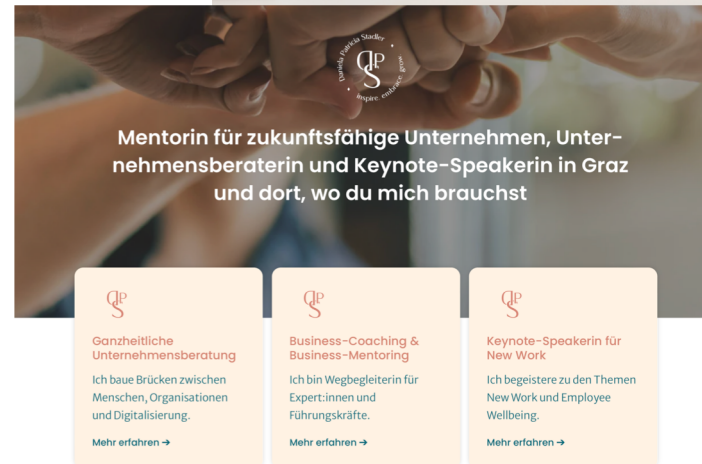 Daniela Patricia Stadler
DPS
inspire. embrace. grow.
Mentorin für zukunftsfähige Unternehmen, Unter-
nehmensberaterin und Keynote-Speakerin in Graz
und dort, wo du mich brauchst
DPS
DPS
DPS
Ganzheitliche
Unternehmensberatung
Business-Coaching &
Business-Mentoring
Keynote-Speakerin für
New Work
Ich baue Brücken zwischen
Menschen, Organisationen
und Digitalisierung.
Ich bin Wegbegleiterin für
Expert:innen und
Führungskräfte.
Ich begeistere zu den Themen
New Work und Employee
Wellbeing.
Mehr erfahren ➔
Mehr erfahren ➔
Mehr erfahren ➔